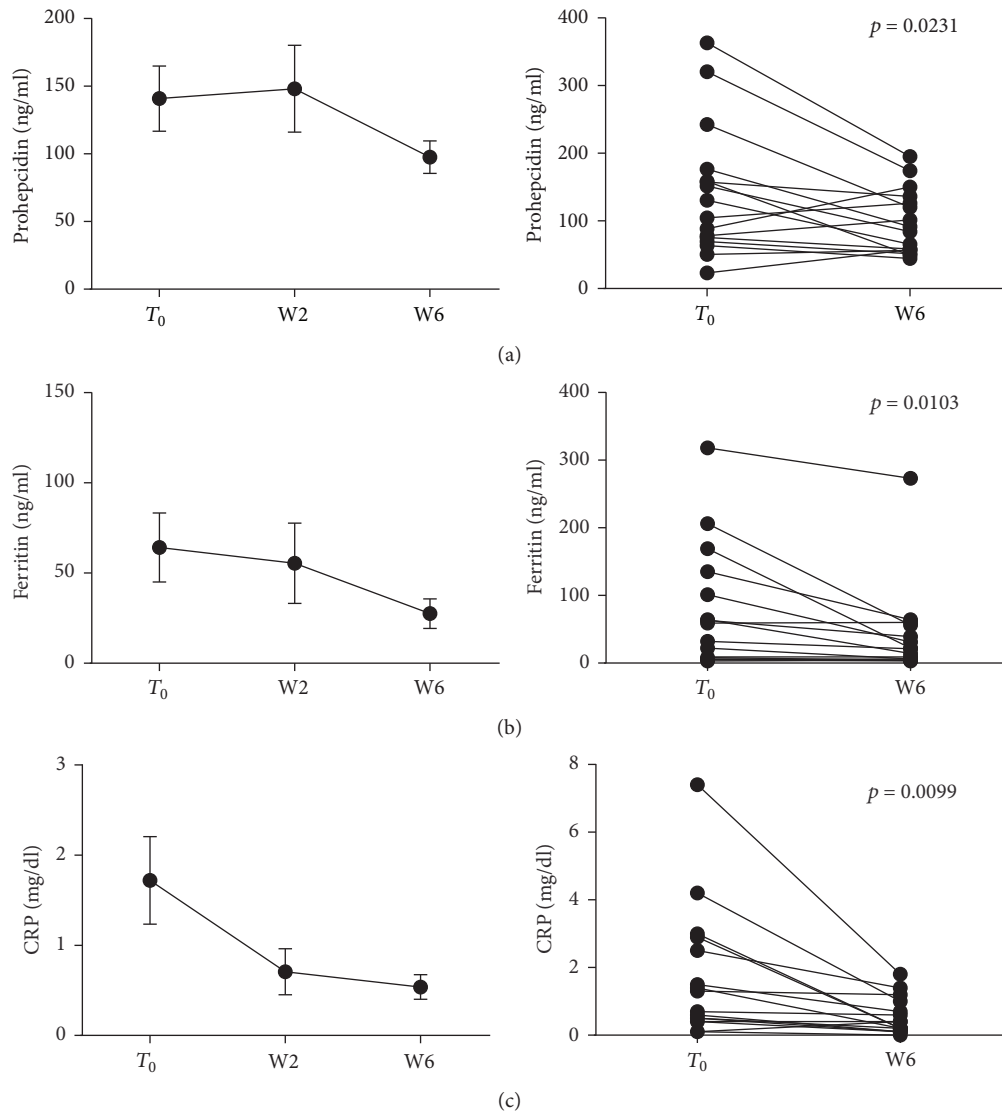 Prohepcidin (ng/ml)
200
150
100
50
0
T₀ W2 W6
Prohepcidin (ng/ml)
400
300
200
100
0
p = 0.0231
T₀ W6
(a)
Ferritin (ng/ml)
150
100
50
0
T₀ W2 W6
Ferritin (ng/ml)
400
300
200
100
0
p = 0.0103
T₀ W6
(b)
CRP (mg/dl)
3
2
1
0
T₀ W2 W6
CRP (mg/dl)
8
6
4
2
0
p = 0.0099
T₀ W6
(c)